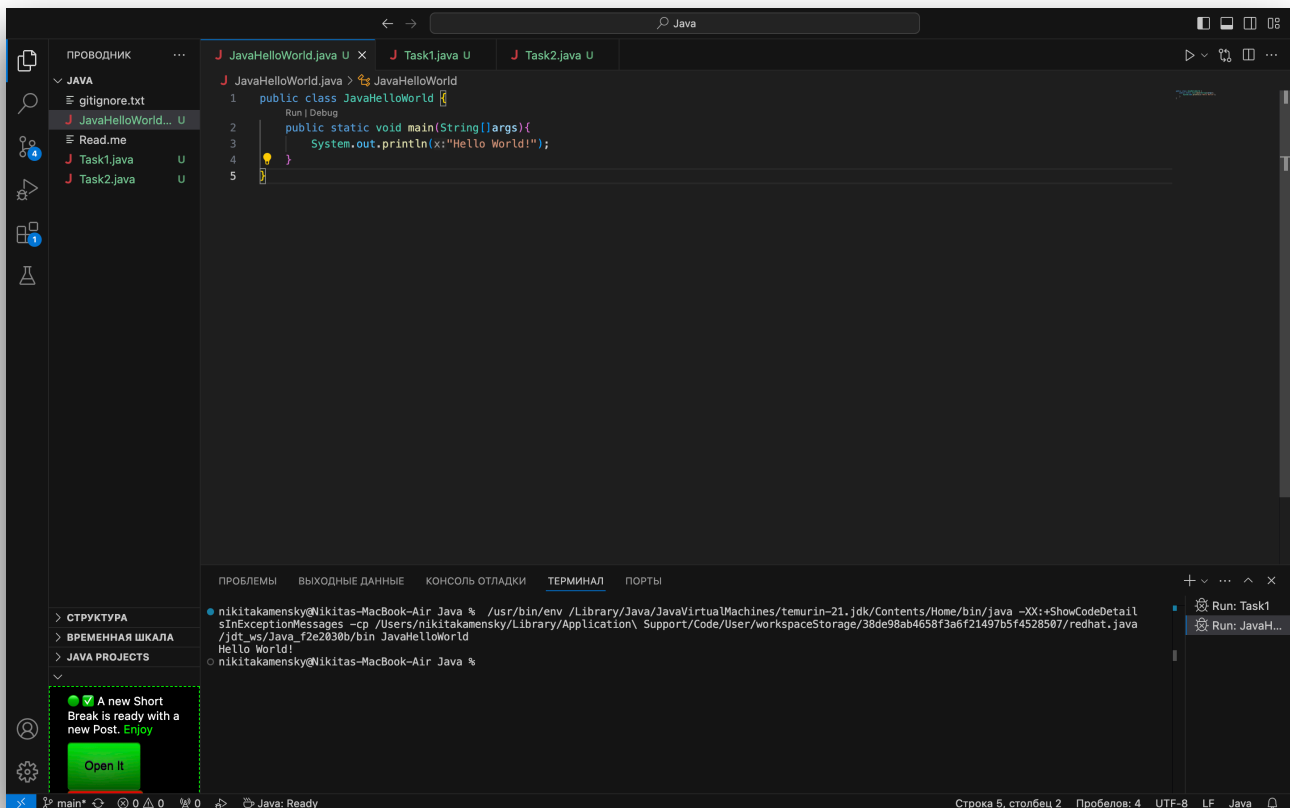 ← → Java
ПРОВОДНИК ···
JAVA
gitignore.txt
J JavaHelloWorld... U
Read.me
J Task1.java U
J Task2.java U
J JavaHelloWorld.java U × J Task1.java U J Task2.java U
J JavaHelloWorld.java > JavaHelloWorld
1 public class JavaHelloWorld {
Run | Debug
2 public static void main(String[]args){
3 System.out.println(x:"Hello World!");
4 }
5 }
4
1
ПРОБЛЕМЫ ВЫХОДНЫЕ ДАННЫЕ КОНСОЛЬ ОТЛАДКИ ТЕРМИНАЛ ПОРТЫ
nikitakamensky@Nikitas-MacBook-Air Java % /usr/bin/env /Library/Java/JavaVirtualMachines/temurin-21.jdk/Contents/Home/bin/java -XX:+ShowCodeDetail
sInExceptionMessages -cp /Users/nikitakamensky/Library/Application\ Support/Code/User/workspaceStorage/38de98ab4658f3a6f21497b5f4528507/redhat.java
/jdt_ws/Java_f2e2030b/bin JavaHelloWorld
Hello World!
nikitakamensky@Nikitas-MacBook-Air Java %
Run: Task1
Run: JavaH...
СТРУКТУРА
ВРЕМЕННАЯ ШКАЛА
JAVA PROJECTS
A new Short
Break is ready with a
new Post. Enjoy
Open It
main* 0 0 0 Java: Ready Строка 5, столбец 2 Пробелов: 4 UTF-8 LF Java